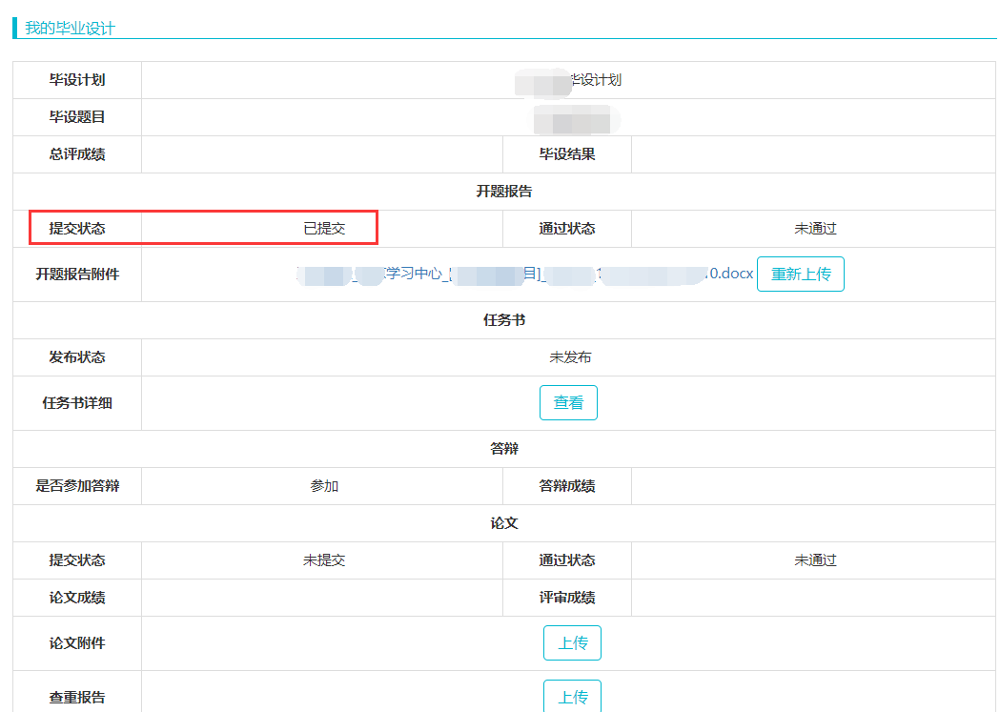 我的毕业设计
毕设计划 毕设计划
毕设题目
总评成绩 毕设结果
开题报告
提交状态 已提交 通过状态 未通过
开题报告附件 学习中心_ 目]_ _1 10.docx 重新上传
任务书
发布状态 未发布
任务书详细 查看
答辩
是否参加答辩 参加 答辩成绩
论文
提交状态 未提交 通过状态 未通过
论文成绩 评审成绩
论文附件 上传
查重报告 上传